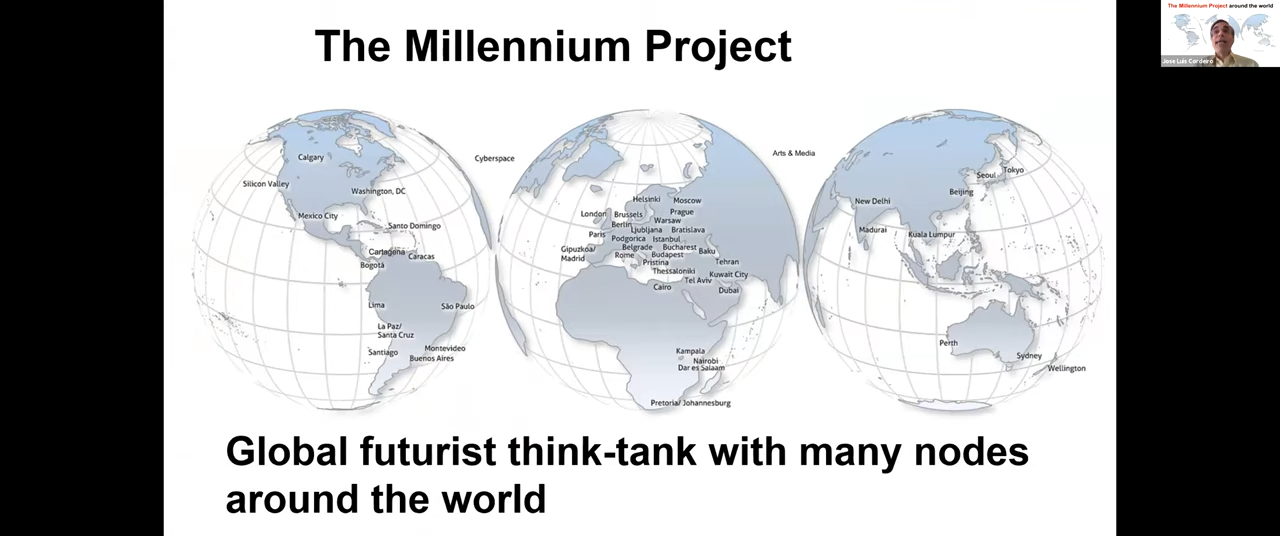 The Millennium Project
Calgary
Silicon Valley
Washington, DC
Mexico City
Santo Domingo
Cartagena
Caracas
Bogotá
Lima
São Paulo
La Paz/
Santa Cruz
Santiago
Montevideo
Buenos Aires
Cyberspace
Helsinki
Moscow
London
Brussels
Prague
Berlin
Warsaw
Paris
Ljubljana
Bratislava
Podgorica
Istanbul
Gipuzkoa/
Madrid
Belgrade
Bucharest
Rome
Budapest
Baku
Pristina
Tehran
Thessaloniki
Kuwait City
Tel Aviv
Cairo
Dubai
Kampala
Nairobi
Dar es Salaam
Pretoria/ Johannesburg
Arts & Media
Seoul
Tokyo
Beijing
New Delhi
Madurai
Kuala Lumpur
Perth
Sydney
Wellington
Global futurist think-tank with many nodes
around the world
The Millennium Project around the world
Jose Luis Cordeiro